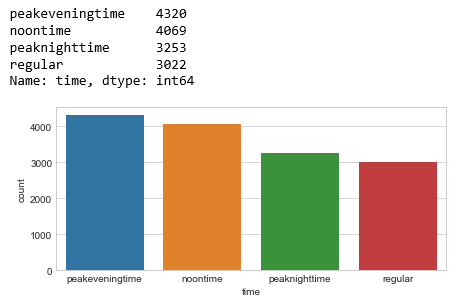 peakeveningtime    4320
noontime           4069
peaknighttime      3253
regular            3022
Name: time, dtype: int64
4000
3000
2000
1000
0
count
peakeveningtime noontime peaknighttime regular
time